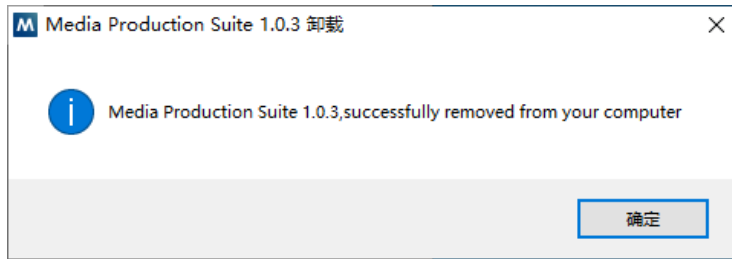 M Media Production Suite 1.0.3 卸载
Media Production Suite 1.0.3,successfully removed from your computer
确定